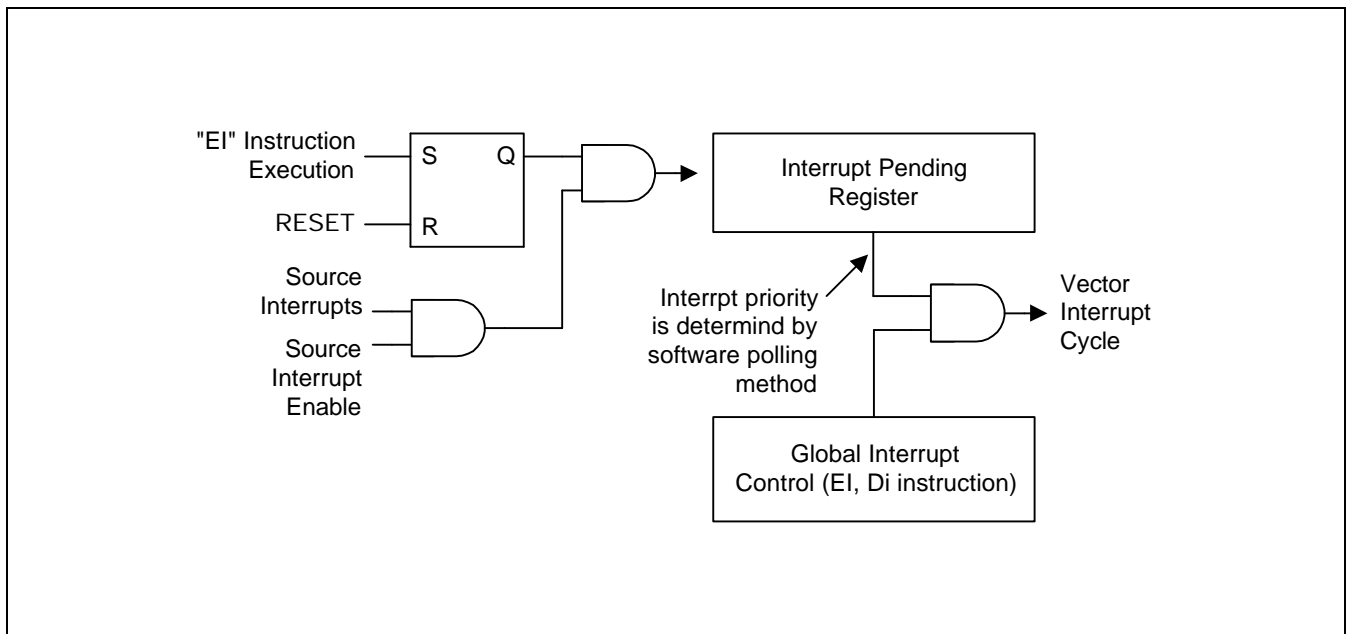 "EI" Instruction
Execution
S
Q
RESET
R
Source
Interrupts
Source
Interrupt
Enable
Interrupt Pending
Register
Interrpt priority
is determind by
software polling
method
Vector
Interrupt
Cycle
Global Interrupt
Control (EI, Di instruction)